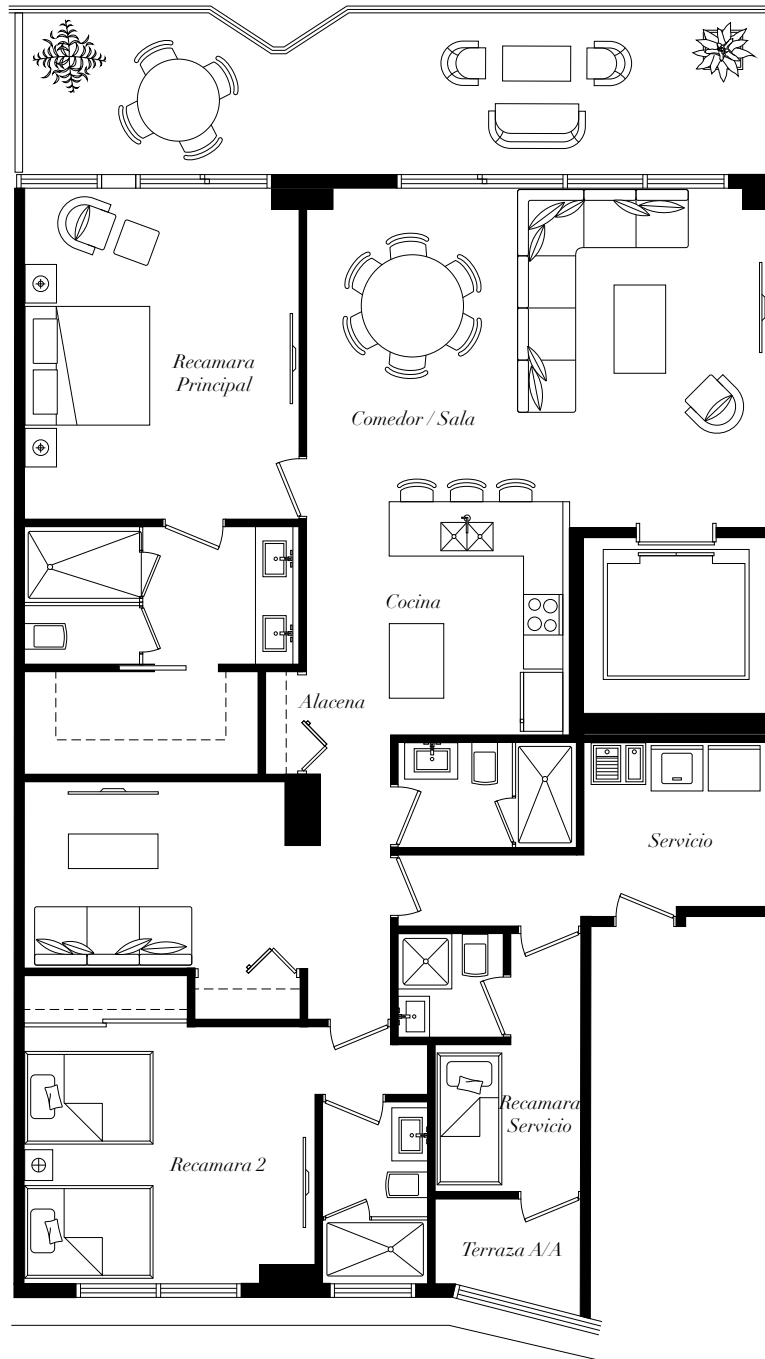 Recamara
Principal
Comedor / Sala
Cocina
Alacena
Servicio
Recamara
Servicio
Recamara 2
Terraza A/A